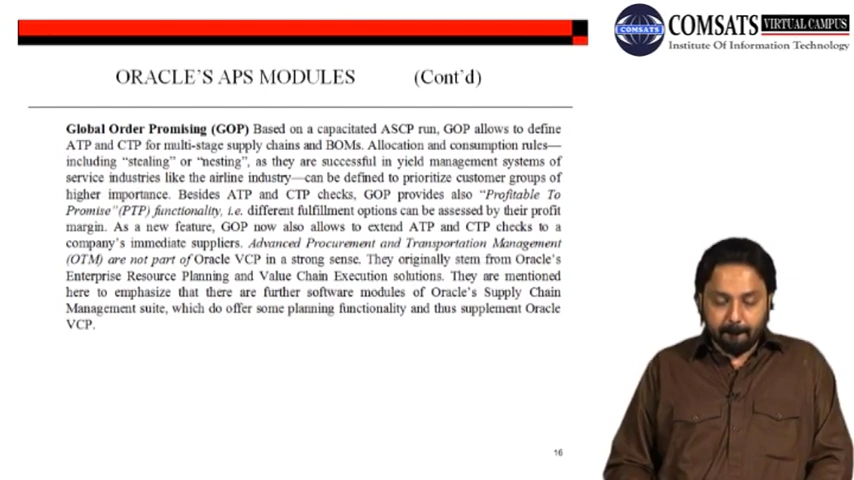 COMSATS
COMSATS VIRTUAL CAMPUS
Institute Of Information Technology
ORACLE'S APS MODULES (Cont'd)
Global Order Promising (GOP) Based on a capacitated ASCP run, GOP allows to define
ATP and CTP for multi-stage supply chains and BOMs. Allocation and consumption rules—
including “stealing” or “nesting”, as they are successful in yield management systems of
service industries like the airline industry—can be defined to prioritize customer groups of
higher importance. Besides ATP and CTP checks, GOP provides also “Profitable To
Promise”(PTP) functionality, i.e. different fulfillment options can be assessed by their profit
margin. As a new feature, GOP now also allows to extend ATP and CTP checks to a
company's immediate suppliers. Advanced Procurement and Transportation Management
(OTM) are not part of Oracle VCP in a strong sense. They originally stem from Oracle's
Enterprise Resource Planning and Value Chain Execution solutions. They are mentioned
here to emphasize that there are further software modules of Oracle's Supply Chain
Management suite, which do offer some planning functionality and thus supplement Oracle
VCP.
16